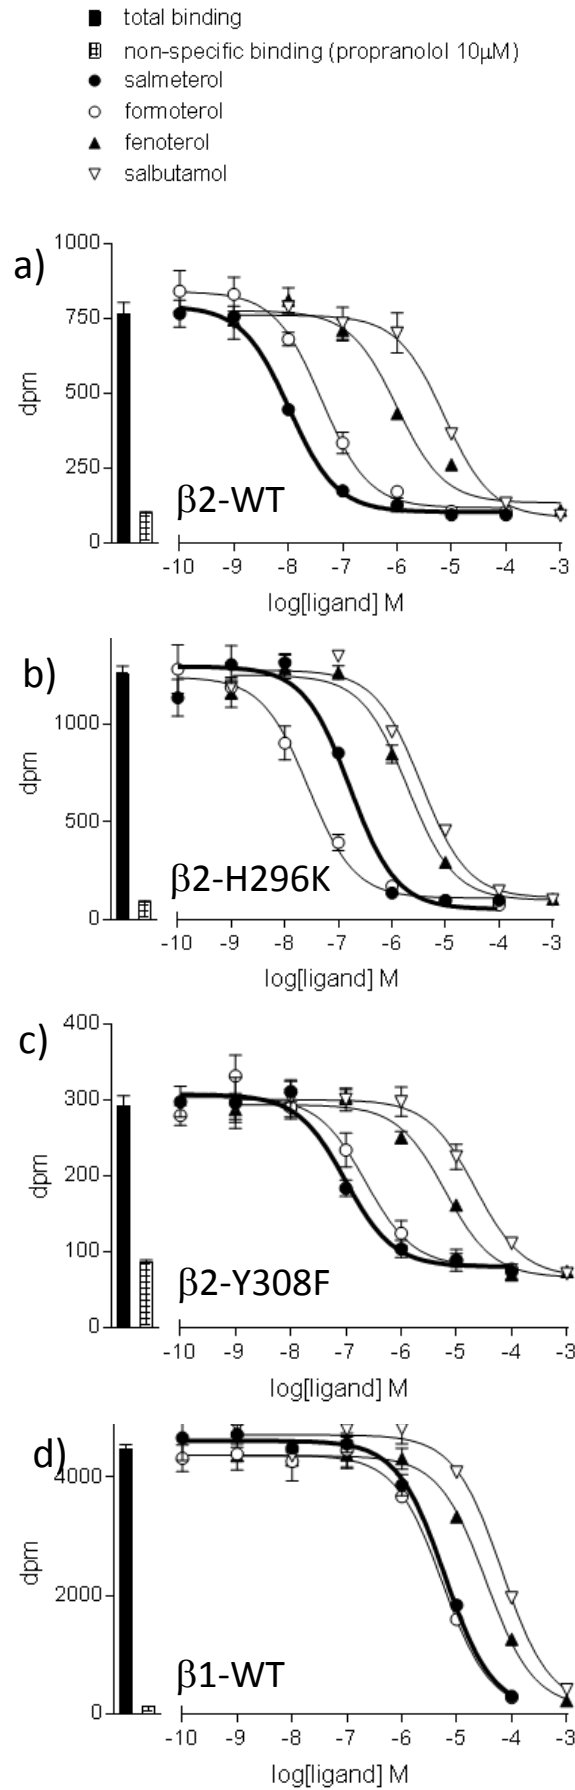 total binding
non-specific binding (propranolol 10µM)
salmeterol
formoterol
fenoterol
salbutamol
a)
1000
750
500
250
0
dpm
β2-WT
-10 -9 -8 -7 -6 -5 -4 -3
log[ligand] M
b)
1000
500
0
dpm
β2-H296K
-10 -9 -8 -7 -6 -5 -4 -3
log[ligand] M
c)
400
300
200
100
0
dpm
β2-Y308F
-10 -9 -8 -7 -6 -5 -4 -3
log[ligand] M
d)
4000
2000
0
dpm
β1-WT
-10 -9 -8 -7 -6 -5 -4 -3
log[ligand] M